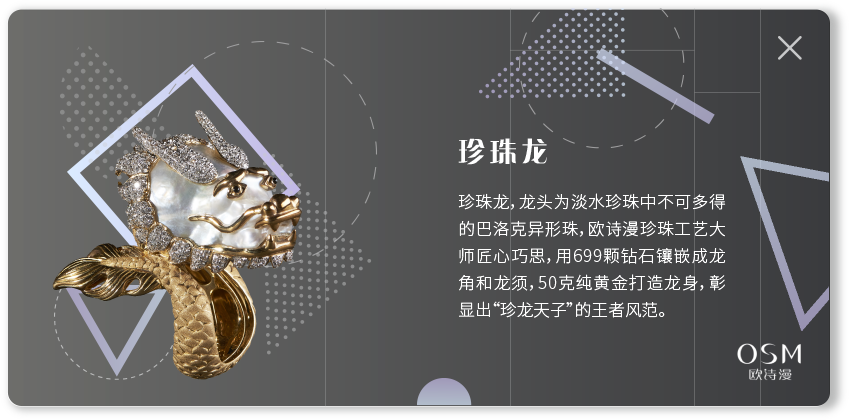 珍珠龙
珍珠龙，龙头为淡水珍珠中不可多得
的巴洛克异形珠，欧诗漫珍珠工艺大
师匠心巧思，用699颗钻石镶嵌成龙
角和龙须，50克纯黄金打造龙身，彰
显出“珍龙天子”的王者风范。
OSM
欧诗漫